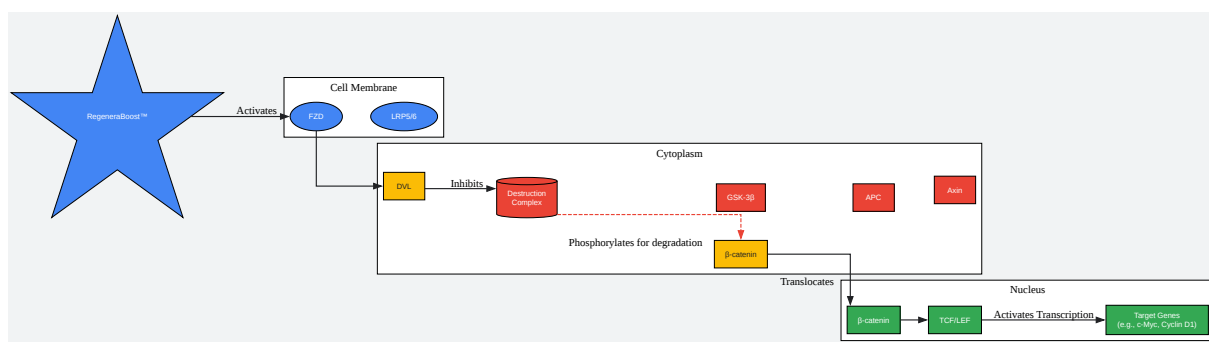 RegeneraBoost™
Activates
Cell Membrane
FZD
LRP5/6
Cytoplasm
DVL
Inhibits
Destruction
Complex
GSK-3β
APC
Axin
Phosphorylates for degradation
β-catenin
Translocates
Nucleus
β-catenin
TCF/LEF
Activates Transcription
Target Genes
(e.g., c-Myc, Cyclin D1)